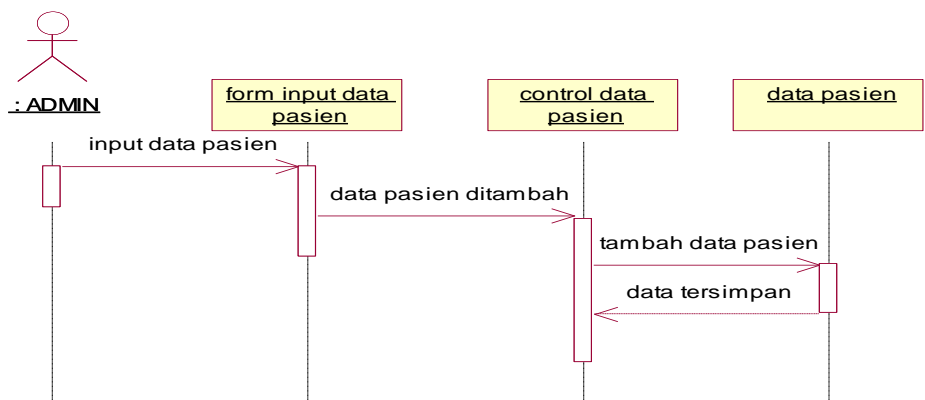 : ADMIN
form input data
pasien
control data
pasien
data pasien
input data pasien
data pasien ditambah
tambah data pasien
data tersimpan